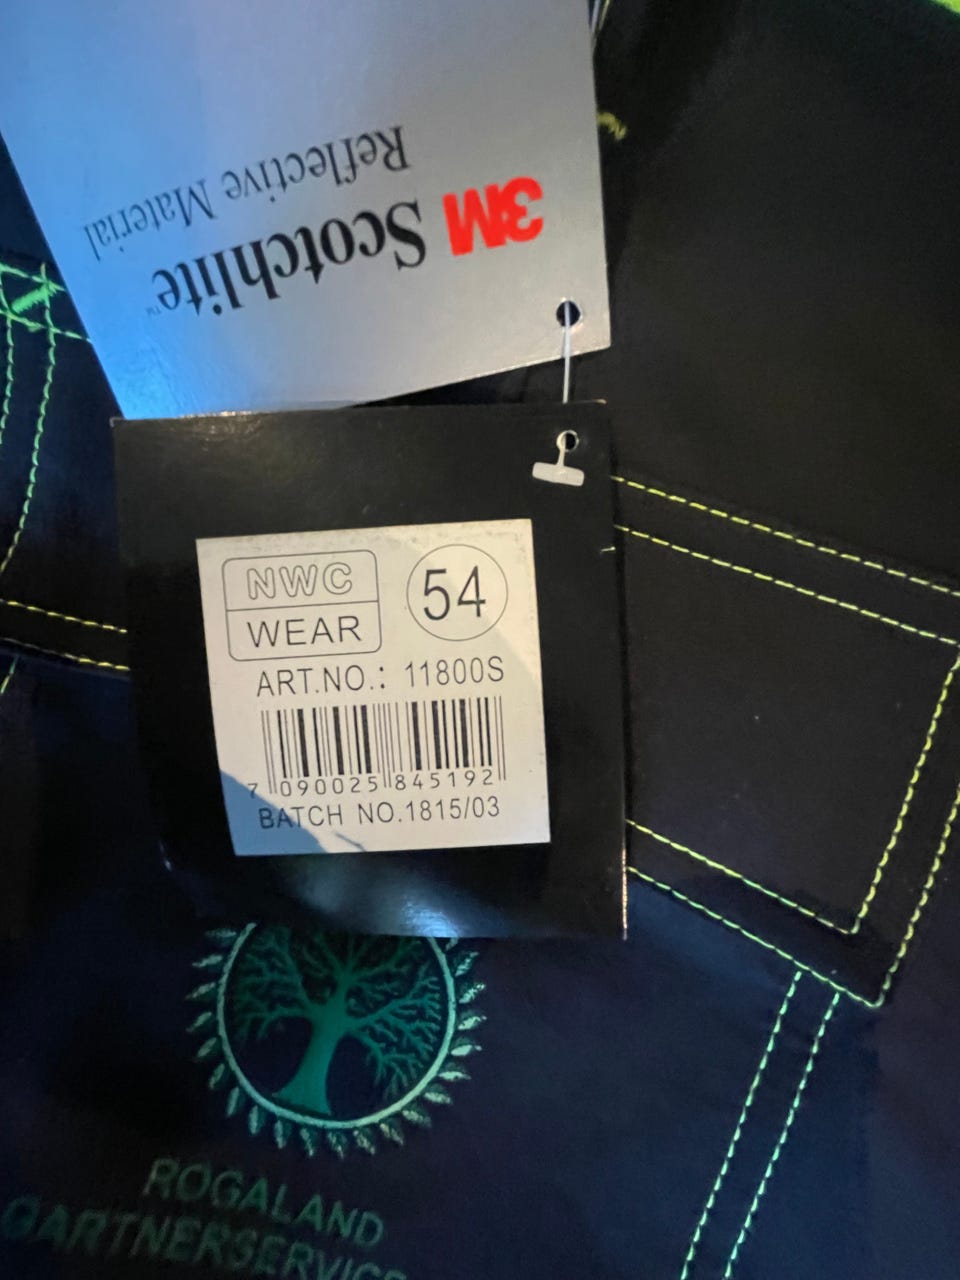 3M Scotchlite™
Reflective Material
NWC
WEAR
54
ART.NO.: 11800S
7 090025 845192
BATCH NO.1815/03
ROGALAND
GARTNERSERVICE